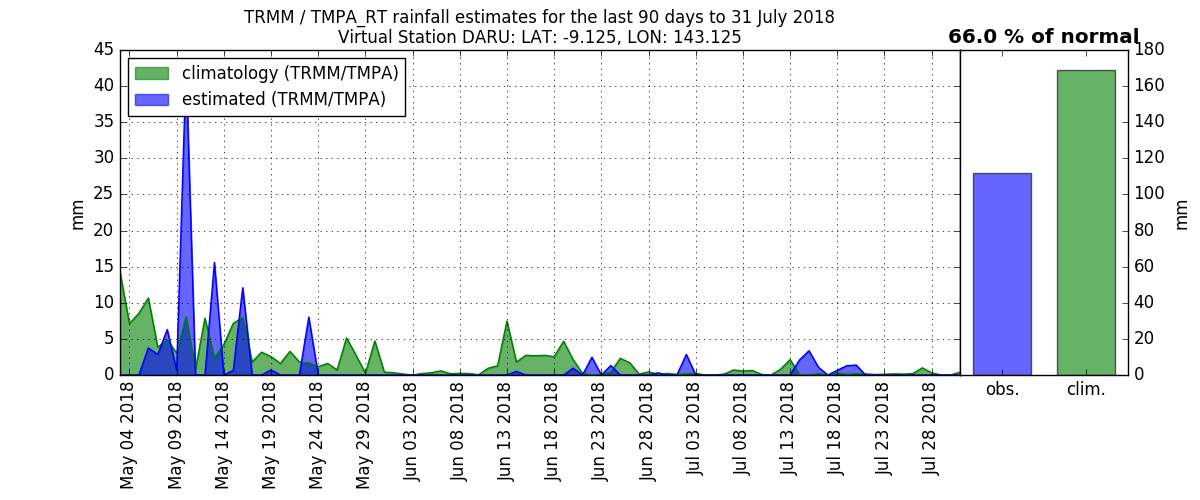 TRMM / TMPA_RT rainfall estimates for the last 90 days to 31 July 2018
Virtual Station DARU: LAT: -9.125, LON: 143.125
66.0 % of normal
climatology (TRMM/TMPA)
estimated (TRMM/TMPA)
45
40
35
30
25
20
15
10
5
0
mm
May 04 2018
May 09 2018
May 14 2018
May 19 2018
May 24 2018
May 29 2018
Jun 03 2018
Jun 08 2018
Jun 13 2018
Jun 18 2018
Jun 23 2018
Jun 28 2018
Jul 03 2018
Jul 08 2018
Jul 13 2018
Jul 18 2018
Jul 23 2018
Jul 28 2018
obs.
clim.
180
160
140
120
100
80
60
40
20
0
mm